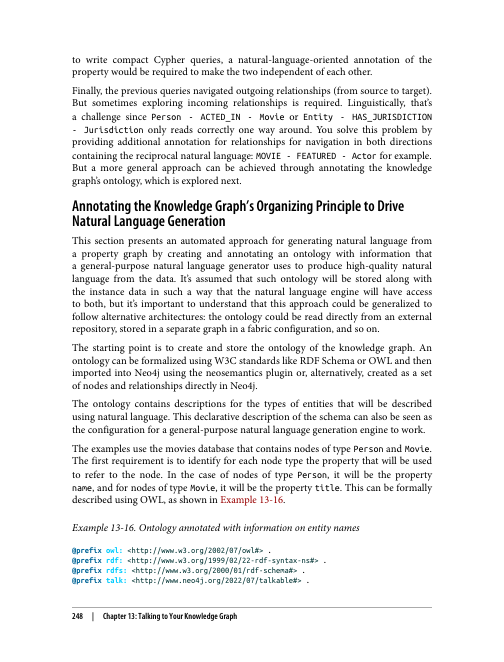 to write compact Cypher queries, a natural-language-oriented annotation of the
property would be required to make the two independent of each other.
Finally, the previous queries navigated outgoing relationships (from source to target).
But sometimes exploring incoming relationships is required. Linguistically, that's
a challenge since Person - ACTED_IN - Movie or Entity - HAS_JURISDICTION
- Jurisdiction only reads correctly one way around. You solve this problem by
providing additional annotation for relationships for navigation in both directions
containing the reciprocal natural language: MOVIE - FEATURED - Actor for example.
But a more general approach can be achieved through annotating the knowledge
graph's ontology, which is explored next.
Annotating the Knowledge Graph's Organizing Principle to Drive
Natural Language Generation
This section presents an automated approach for generating natural language from
a property graph by creating and annotating an ontology with information that
a general-purpose natural language generator uses to produce high-quality natural
language from the data. It's assumed that such ontology will be stored along with
the instance data in such a way that the natural language engine will have access
to both, but it's important to understand that this approach could be generalized to
follow alternative architectures: the ontology could be read directly from an external
repository, stored in a separate graph in a fabric configuration, and so on.
The starting point is to create and store the ontology of the knowledge graph. An
ontology can be formalized using W3C standards like RDF Schema or OWL and then
imported into Neo4j using the neosemantics plugin or, alternatively, created as a set
of nodes and relationships directly in Neo4j.
The ontology contains descriptions for the types of entities that will be described
using natural language. This declarative description of the schema can also be seen as
the configuration for a general-purpose natural language generation engine to work.
The examples use the movies database that contains nodes of type Person and Movie.
The first requirement is to identify for each node type the property that will be used
to refer to the node. In the case of nodes of type Person, it will be the property
name, and for nodes of type Movie, it will be the property title. This can be formally
described using OWL, as shown in Example 13-16.
Example 13-16. Ontology annotated with information on entity names
@prefix owl: <http://www.w3.org/2002/07/owl#> .
@prefix rdf: <http://www.w3.org/1999/02/22-rdf-syntax-ns#> .
@prefix rdfs: <http://www.w3.org/2000/01/rdf-schema#> .
@prefix talk: <http://www.neo4j.org/2022/07/talkable#> .
248 | Chapter 13: Talking to Your Knowledge Graph